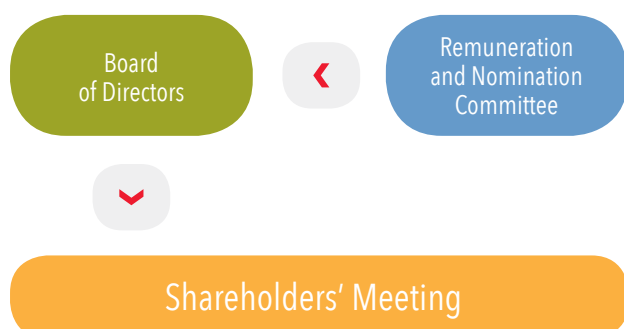 Board
of Directors
Remuneration
and Nomination
Committee
Shareholders’ Meeting